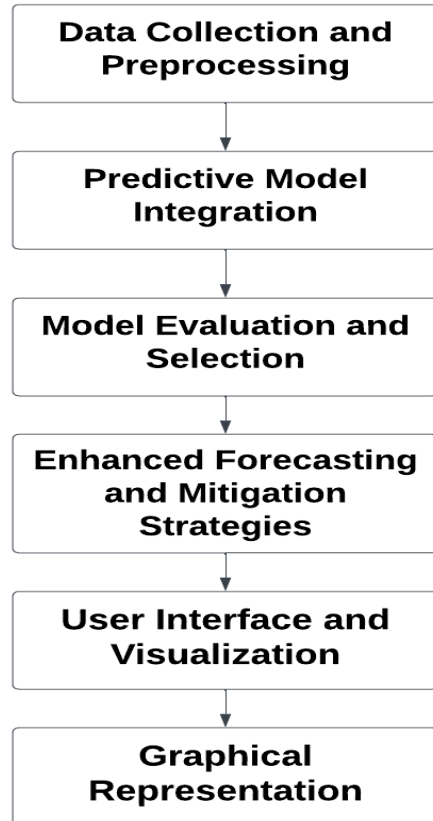 Data Collection and
Preprocessing
Predictive Model
Integration
Model Evaluation and
Selection
Enhanced Forecasting
and Mitigation
Strategies
User Interface and
Visualization
Graphical
Representation